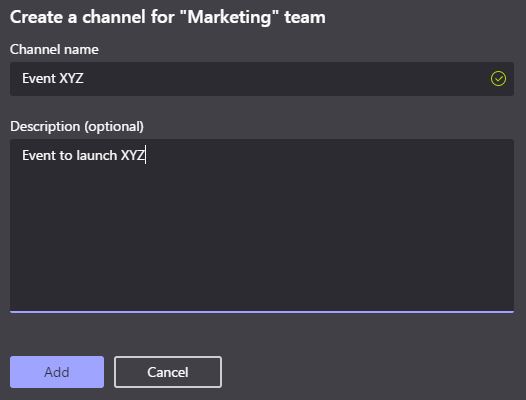 Create a channel for "Marketing" team
Channel name
Event XYZ
Description (optional)
Event to launch XYZ
Add
Cancel